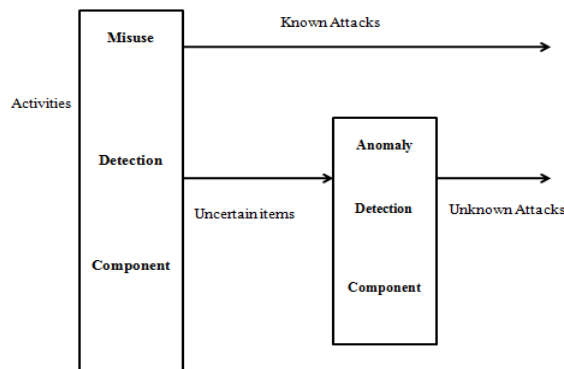 Known Attacks
Misuse
Detection
Component
Activities
Uncertain items
Anomaly
Detection
Component
Unknown Attacks